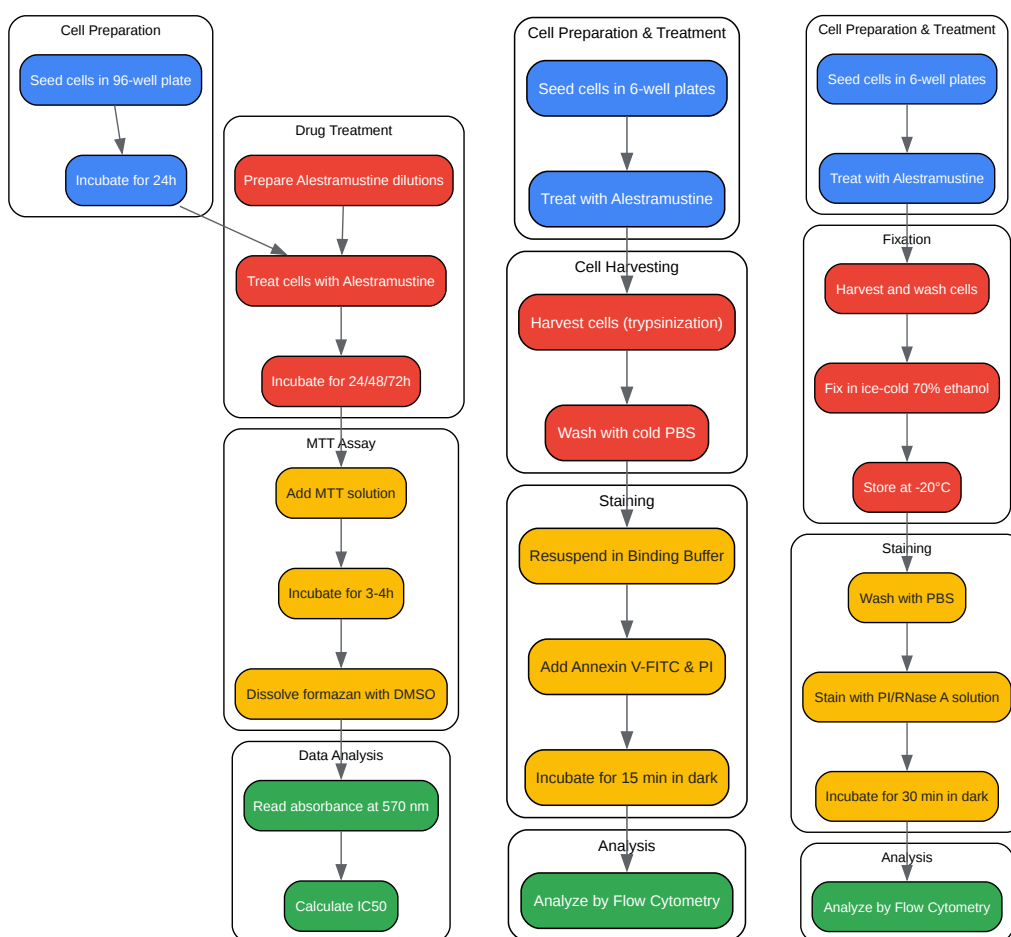 Cell Preparation
Seed cells in 96-well plate
Incubate for 24h
Drug Treatment
Prepare Alestramustine dilutions
Treat cells with Alestramustine
Incubate for 24/48/72h
MTT Assay
Add MTT solution
Incubate for 3-4h
Dissolve formazan with DMSO
Data Analysis
Read absorbance at 570 nm
Calculate IC50
Cell Preparation & Treatment
Seed cells in 6-well plates
Treat with Alestramustine
Cell Harvesting
Harvest cells (trypsinization)
Wash with cold PBS
Staining
Resuspend in Binding Buffer
Add Annexin V-FITC & PI
Incubate for 15 min in dark
Analysis
Analyze by Flow Cytometry
Cell Preparation & Treatment
Seed cells in 6-well plates
Treat with Alestramustine
Fixation
Harvest and wash cells
Fix in ice-cold 70% ethanol
Store at -20°C
Staining
Wash with PBS
Stain with PI/RNase A solution
Incubate for 30 min in dark
Analysis
Analyze by Flow Cytometry